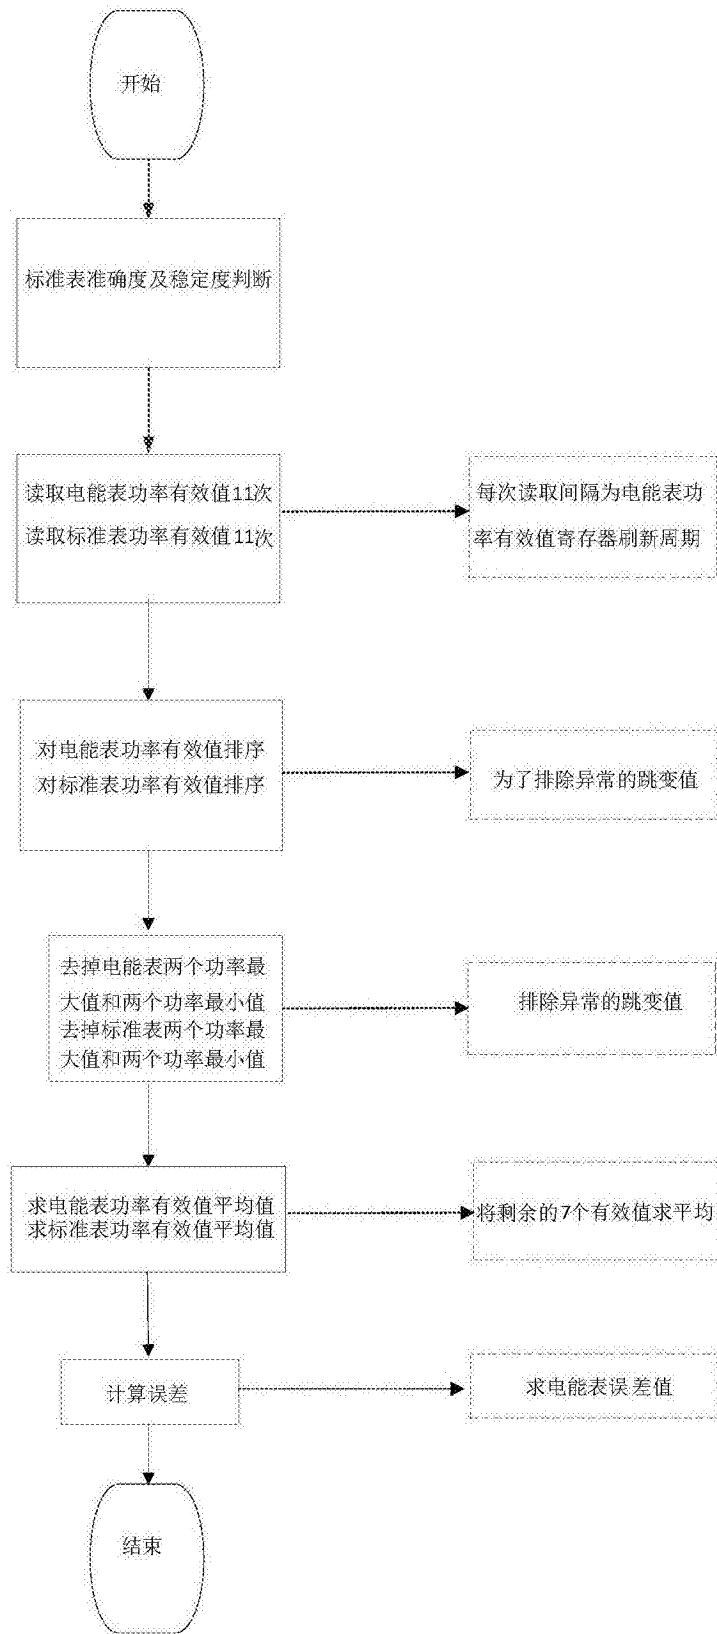 开始
标准表准确度及稳定度判断
读取电能表功率有效值11次
读取标准表功率有效值11次
每次读取间隔为电能表功
率有效值寄存器刷新周期
对电能表功率有效值排序
对标准表功率有效值排序
为了排除异常的跳变值
去掉电能表两个功率最
大值和两个功率最小值
去掉标准表两个功率最
大值和两个功率最小值
排除异常的跳变值
求电能表功率有效值平均值
求标准表功率有效值平均值
将剩余的7个有效值求平均
计算误差
求电能表误差值
结束